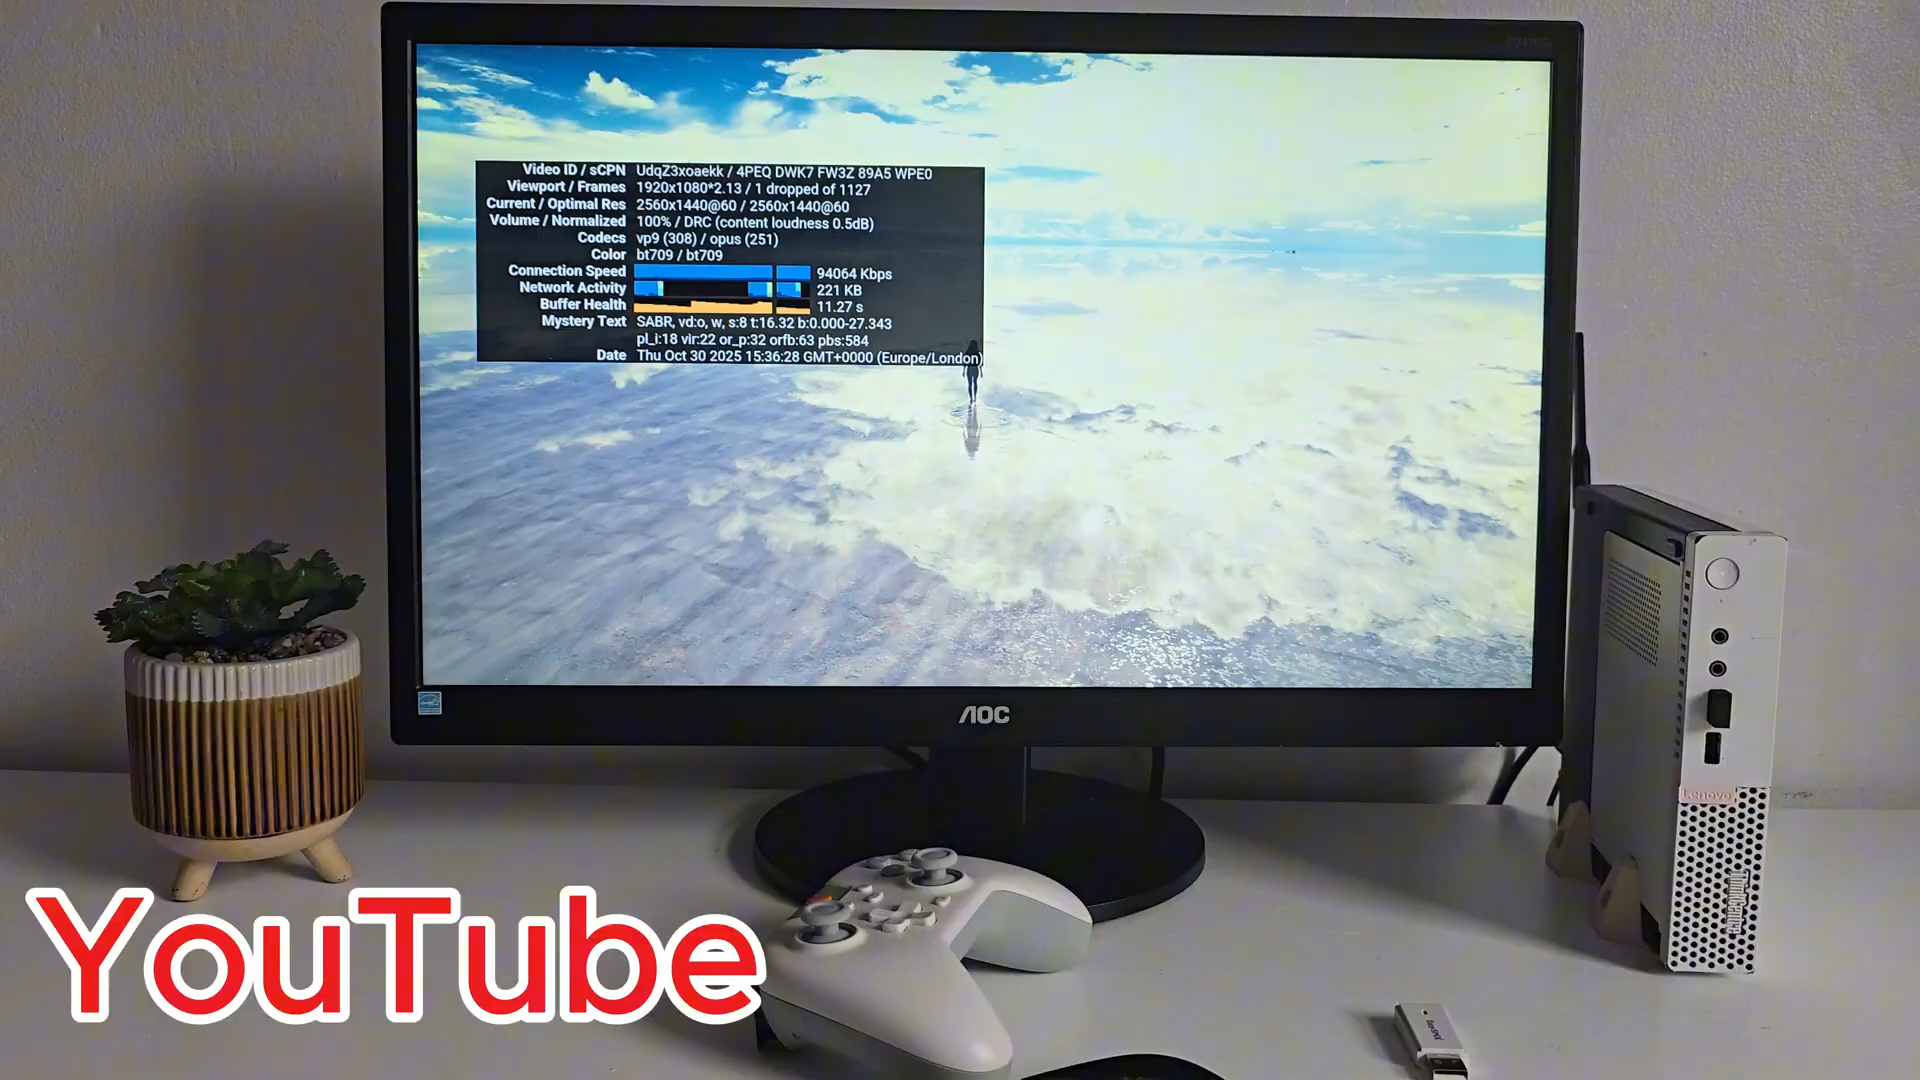 Video ID / sCPN UdqZ3xoaekk / 4PEQ DWK7 FW3Z 89A5 WPE0
Viewport / Frames 1920x1080*2.13 / 1 dropped of 1127
Current / Optimal Res 2560x1440@60 / 2560x1440@60
Volume / Normalized 100% / DRC (content loudness 0.5dB)
Codecs vp9 (308) / opus (251)
Color bt709 / bt709
Connection Speed 94064 Kbps
Network Activity 221 KB
Buffer Health 11.27 s
Mystery Text SABR, vd:o, w, s:8 t:16.32 b:0.000-27.343
pl_i:18 vir:22 or_p:32 orfb:63 pbs:584
Date Thu Oct 30 2025 15:36:28 GMT+0000 (Europe/London)
AOC
Lenovo
ThinkCentre
YouTube